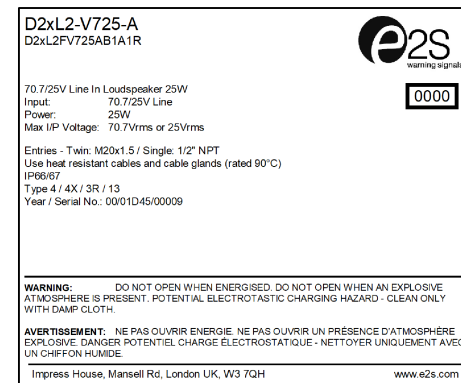 D2xL2-V725-A
D2xL2FV725AB1A1R
e2S
warning signals
70.7/25V Line In Loudspeaker 25W
0000
Input: 70.7/25V Line
Power: 25W
Max I/P Voltage: 70.7Vrms or 25Vrms
Entries - Twin: M20x1.5 / Single: 1/2" NPT
Use heat resistant cables and cable glands (rated 90°C)
IP66/67
Type 4 / 4X / 3R / 13
Year / Serial No.: 00/01D45/00009
WARNING: DO NOT OPEN WHEN ENERGISED. DO NOT OPEN WHEN AN EXPLOSIVE
ATMOSPHERE IS PRESENT. POTENTIAL ELECTROTASTIC CHARGING HAZARD - CLEAN ONLY
WITH DAMP CLOTH.
AVERTISSEMENT: NE PAS OUVRIR ENERGIE. NE PAS OUVRIR UN PRÉSENCE D'ATMOSPHÈRE
EXPLOSIVE. DANGER POTENTIEL CHARGE ÉLECTROSTATIQUE - NETTOYER UNIQUEMENT AVEC
UN CHIFFON HUMIDE.
Impress House, Mansell Rd, London UK, W3 7QH www.e2s.com